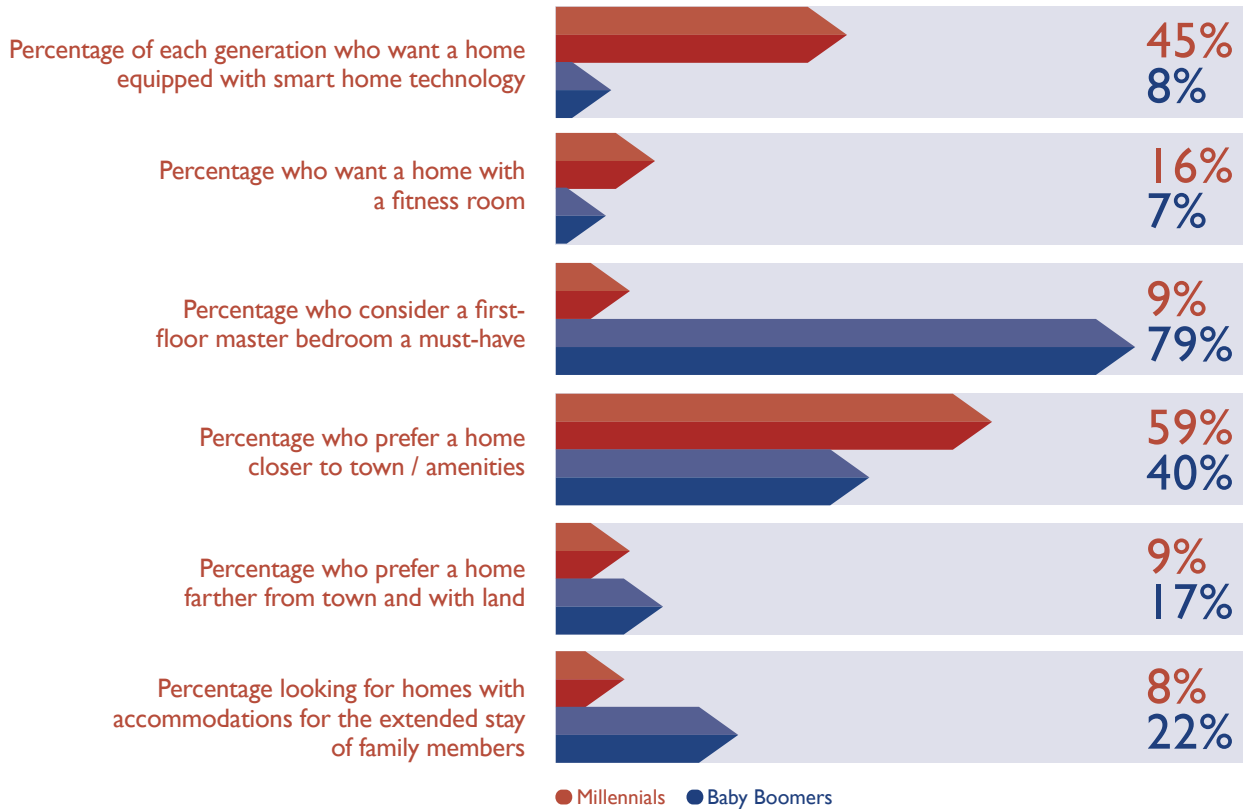 Percentage of each generation who want a home
equipped with smart home technology
45%
8%
Percentage who want a home with
a fitness room
16%
7%
Percentage who consider a first-
floor master bedroom a must-have
9%
79%
Percentage who prefer a home
closer to town / amenities
59%
40%
Percentage who prefer a home
farther from town and with land
9%
17%
Percentage looking for homes with
accommodations for the extended stay
of family members
8%
22%
Millennials Baby Boomers